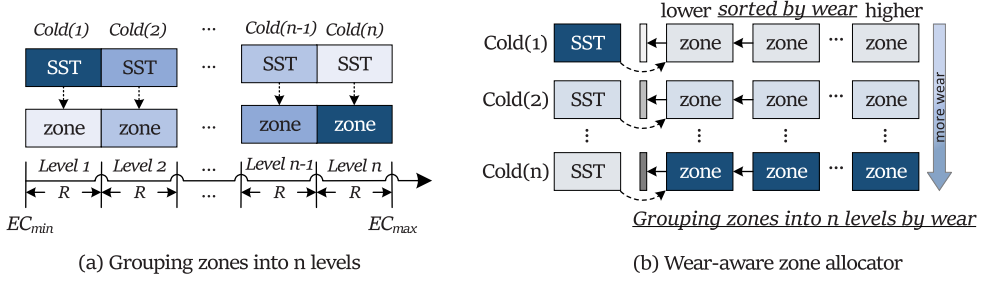 Cold(1) Cold(2) ... Cold(n-1) Cold(n)
SST SST ... SST SST
zone zone ... zone zone
Level 1 Level 2 ... Level n-1 Level n
R R ... R R
ECmin ECmax
(a) Grouping zones into n levels
lower sorted by wear higher
Cold(1) SST zone zone ... zone
Cold(2) SST zone zone ... zone
Cold(n) SST zone zone ... zone
more wear
Grouping zones into n levels by wear
(b) Wear-aware zone allocator